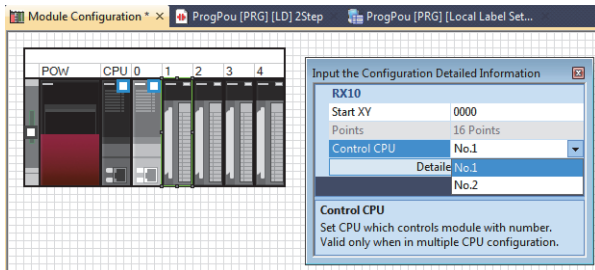 Module Configuration * ProgPou [PRG] [LD] 2Step ProgPou [PRG] [Local Label Set...
POW CPU 0 1 2 3 4
Input the Configuration Detailed Information
RX10
Start XY 0000
Points 16 Points
Control CPU No.1
Detaile No.1
No.2
Control CPU
Set CPU which controls module with number.
Valid only when in multiple CPU configuration.